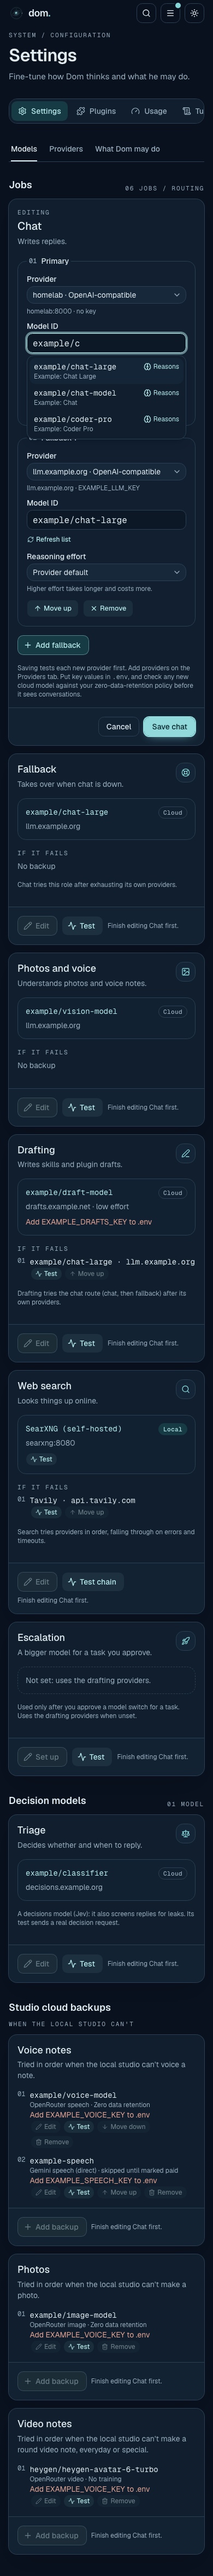 dom.
SYSTEM / CONFIGURATION
Settings
Fine-tune how Dom thinks and what he may do.
Settings
Plugins
Usage
Tu
Models
Providers
What Dom may do
Jobs
06 JOBS / ROUTING
EDITING
Chat
Writes replies.
01 Primary
Provider
homelab · OpenAI-compatible
homelab:8000 · no key
Model ID
example/c
example/chat-large
Reasons
Example: Chat Large
example/chat-model
Reasons
Example: Chat
example/coder-pro
Reasons
Example: Coder Pro
Provider
llm.example.org · OpenAI-compatible
llm.example.org · EXAMPLE_LLM_KEY
Model ID
example/chat-large
Refresh list
Reasoning effort
Provider default
Higher effort takes longer and costs more.
Move up
Remove
Add fallback
Saving tests each new provider first. Add providers on the
Providers tab. Put key values in .env, and check any new
cloud model against your zero-data-retention policy before
it sees conversations.
Cancel
Save chat
Fallback
Takes over when chat is down.
example/chat-large
Cloud
llm.example.org
IF IT FAILS
No backup
Chat tries this role after exhausting its own providers.
Edit
Test
Finish editing Chat first.
Photos and voice
Understands photos and voice notes.
example/vision-model
Cloud
llm.example.org
IF IT FAILS
No backup
Edit
Test
Finish editing Chat first.
Drafting
Writes skills and plugin drafts.
example/draft-model
Cloud
drafts.example.net · low effort
Add EXAMPLE_DRAFTS_KEY to .env
IF IT FAILS
01 example/chat-large · llm.example.org
Test
Move up
Drafting tries the chat route (chat, then fallback) after its
own providers.
Edit
Test
Finish editing Chat first.
Web search
Looks things up online.
SearXNG (self-hosted)
Local
searxng:8080
Test
IF IT FAILS
01 Tavily · api.tavily.com
Test
Move up
Search tries providers in order, falling through on errors and
timeouts.
Edit
Test chain
Finish editing Chat first.
Escalation
A bigger model for a task you approve.
Not set: uses the drafting providers.
Used only after you approve a model switch for a task.
Uses the drafting providers when unset.
Set up
Test
Finish editing Chat first.
Decision models
01 MODEL
Triage
Decides whether and when to reply.
example/classifier
Cloud
decisions.example.org
A decisions model (Jev): it also screens replies for leaks. Its
test sends a real decision request.
Edit
Test
Finish editing Chat first.
Studio cloud backups
WHEN THE LOCAL STUDIO CAN'T
Voice notes
Tried in order when the local studio can't voice a
note.
01 example/voice-model
OpenRouter speech · Zero data retention
Add EXAMPLE_VOICE_KEY to .env
Edit
Test
Move down
Remove
02 example-speech
Gemini speech (direct) · skipped until marked paid
Add EXAMPLE_SPEECH_KEY to .env
Edit
Test
Move up
Remove
Add backup
Finish editing Chat first.
Photos
Tried in order when the local studio can't make a
photo.
01 example/image-model
OpenRouter image · Zero data retention
Add EXAMPLE_VOICE_KEY to .env
Edit
Test
Remove
Add backup
Finish editing Chat first.
Video notes
Tried in order when the local studio can't make a
round video note, everyday or special.
01 heygen/heygen-avatar-6-turbo
OpenRouter video · No training
Add EXAMPLE_VOICE_KEY to .env
Edit
Test
Remove
Add backup
Finish editing Chat first.